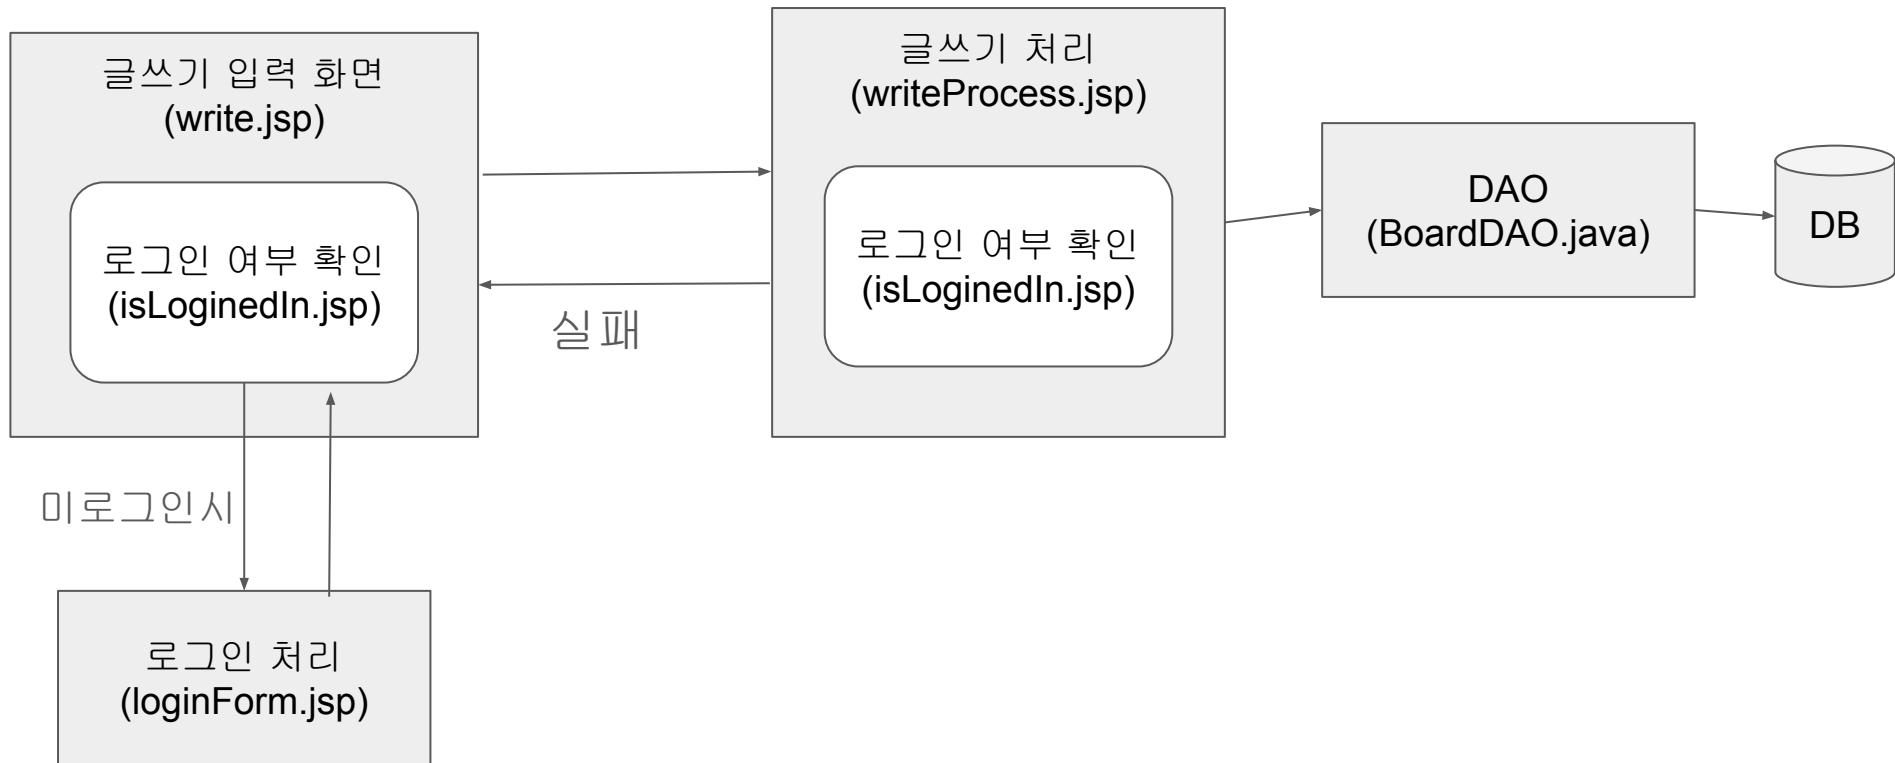 글쓰기 입력 화면
(write.jsp)
로그인 여부 확인
(isLoginedIn.jsp)
미로그인시
로그인 처리
(loginForm.jsp)
실패
글쓰기 처리
(writeProcess.jsp)
로그인 여부 확인
(isLoginedIn.jsp)
DAO
(BoardDAO.java)
DB